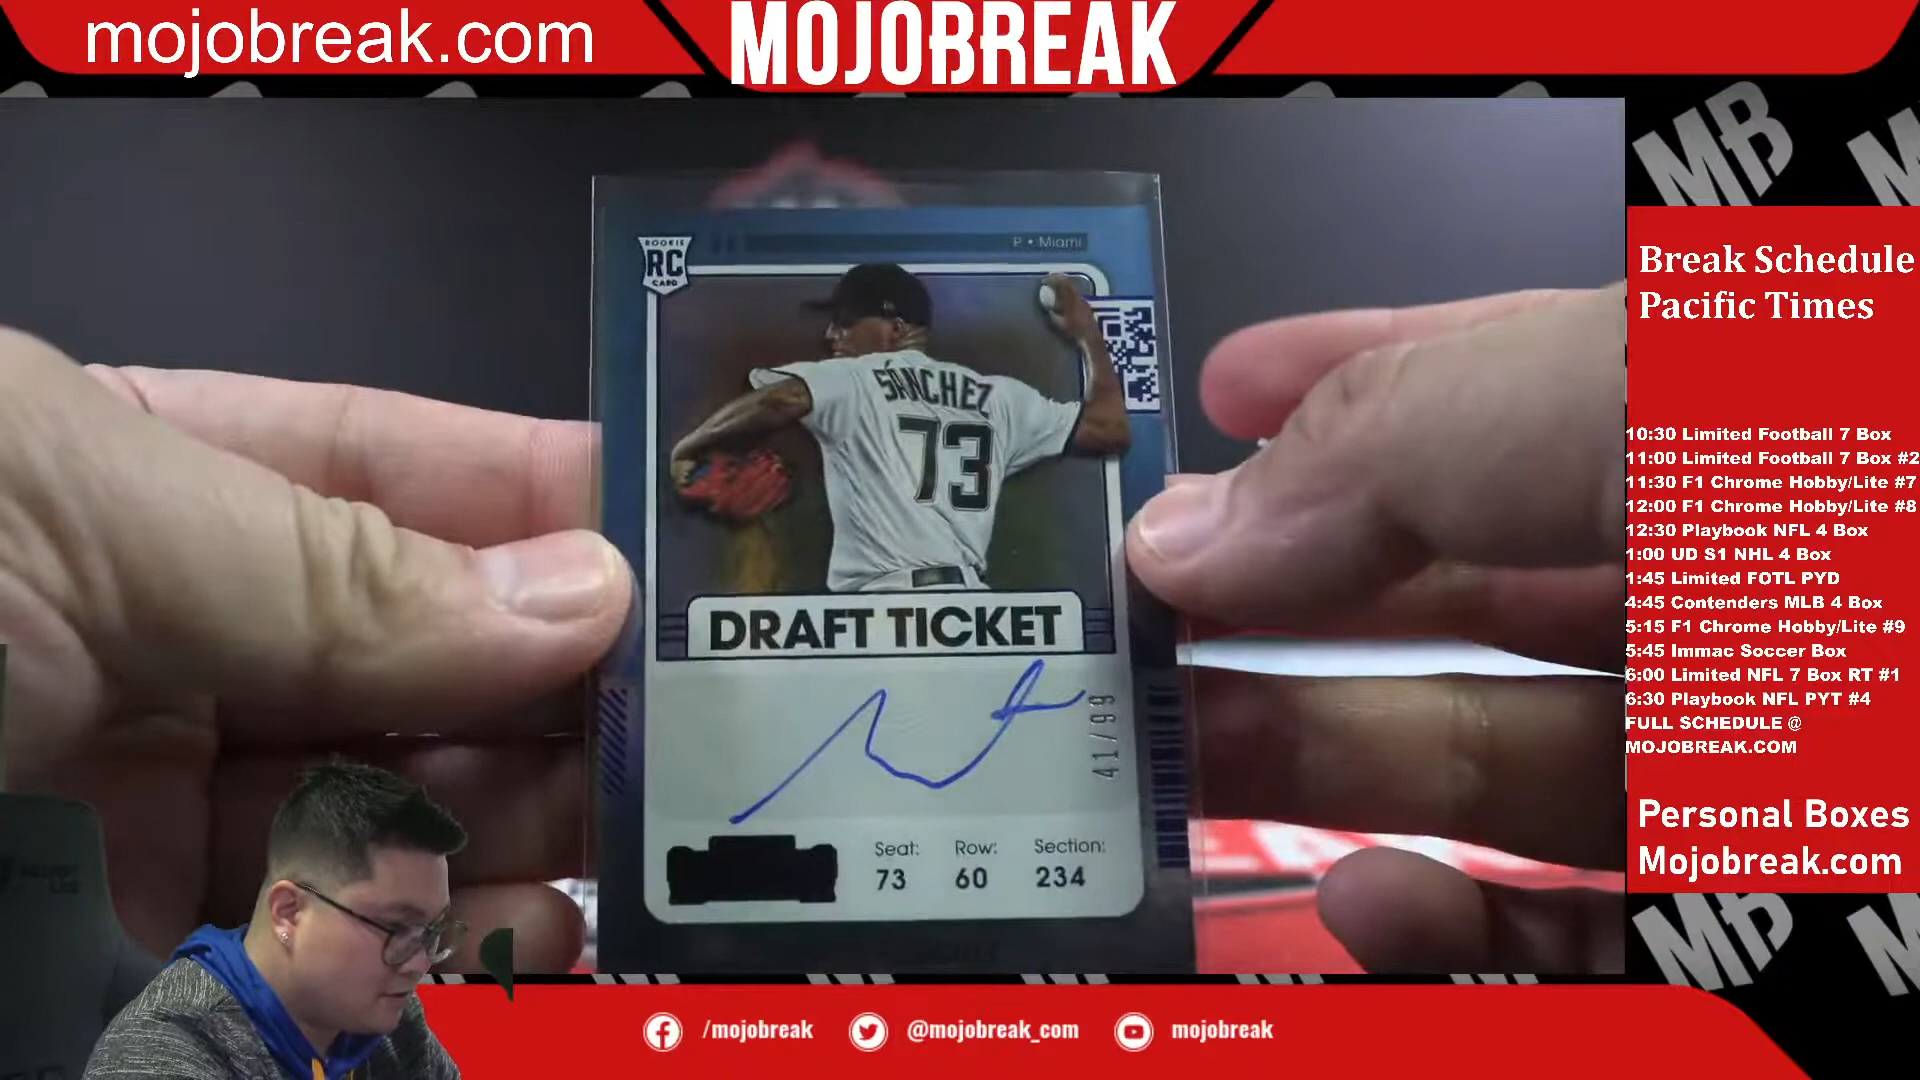 mojobreak.com
MOJOBREAK
ROOKIE
RC
CARD
P • Miami
SÁNCHEZ
73
DRAFT TICKET
41/99
Seat: Row: Section:
73 60 234
Break Schedule
Pacific Times
10:30 Limited Football 7 Box
11:00 Limited Football 7 Box #2
11:30 F1 Chrome Hobby/Lite #7
12:00 F1 Chrome Hobby/Lite #8
12:30 Playbook NFL 4 Box
1:00 UD S1 NHL 4 Box
1:45 Limited FOTL PYD
4:45 Contenders MLB 4 Box
5:15 F1 Chrome Hobby/Lite #9
5:45 Immac Soccer Box
6:00 Limited NFL 7 Box RT #1
6:30 Playbook NFL PYT #4
FULL SCHEDULE @
MOJOBREAK.COM
Personal Boxes
Mojobreak.com
MB
MB
/mojobreak
@mojobreak_com
mojobreak